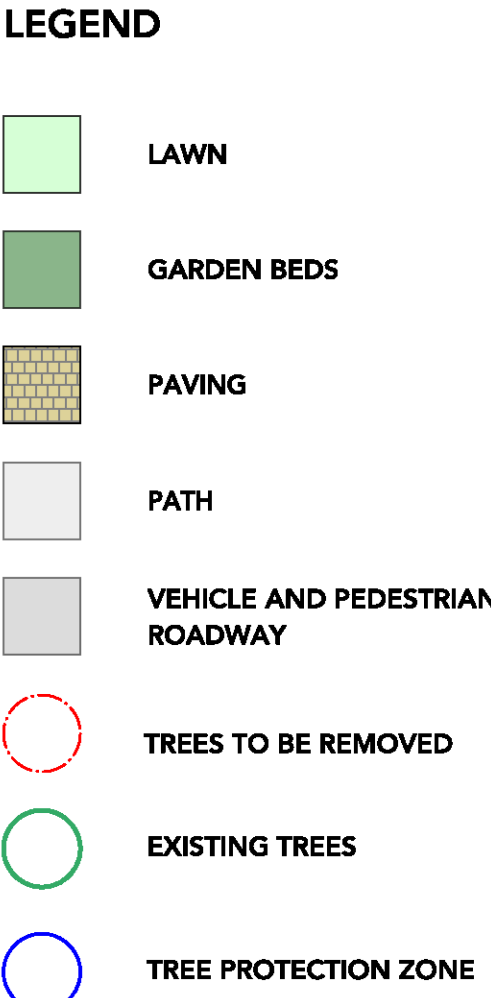 LEGEND
LAWN
GARDEN BEDS
PAVING
PATH
VEHICLE AND PEDESTRIAN
ROADWAY
TREES TO BE REMOVED
EXISTING TREES
TREE PROTECTION ZONE